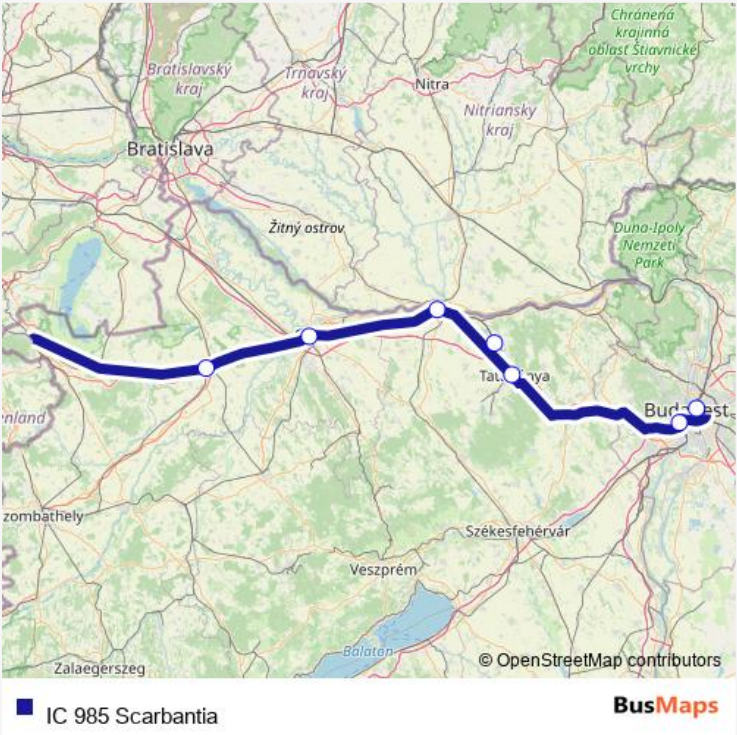 Chránená
krajinná
oblasť Štiavnické
vrchy
Bratislavský
kraj
Trnavský
kraj
Nitra
Nitriansky
kraj
Bratislava
Žitný ostrov
Duna-Ipoly
Nemzeti
Park
Budapest
enland
zombathely
Székesfehérvár
Veszprém
Balaton
Zalaegerszeg
© OpenStreetMap contributors
IC 985 Scarbantia
BusMaps